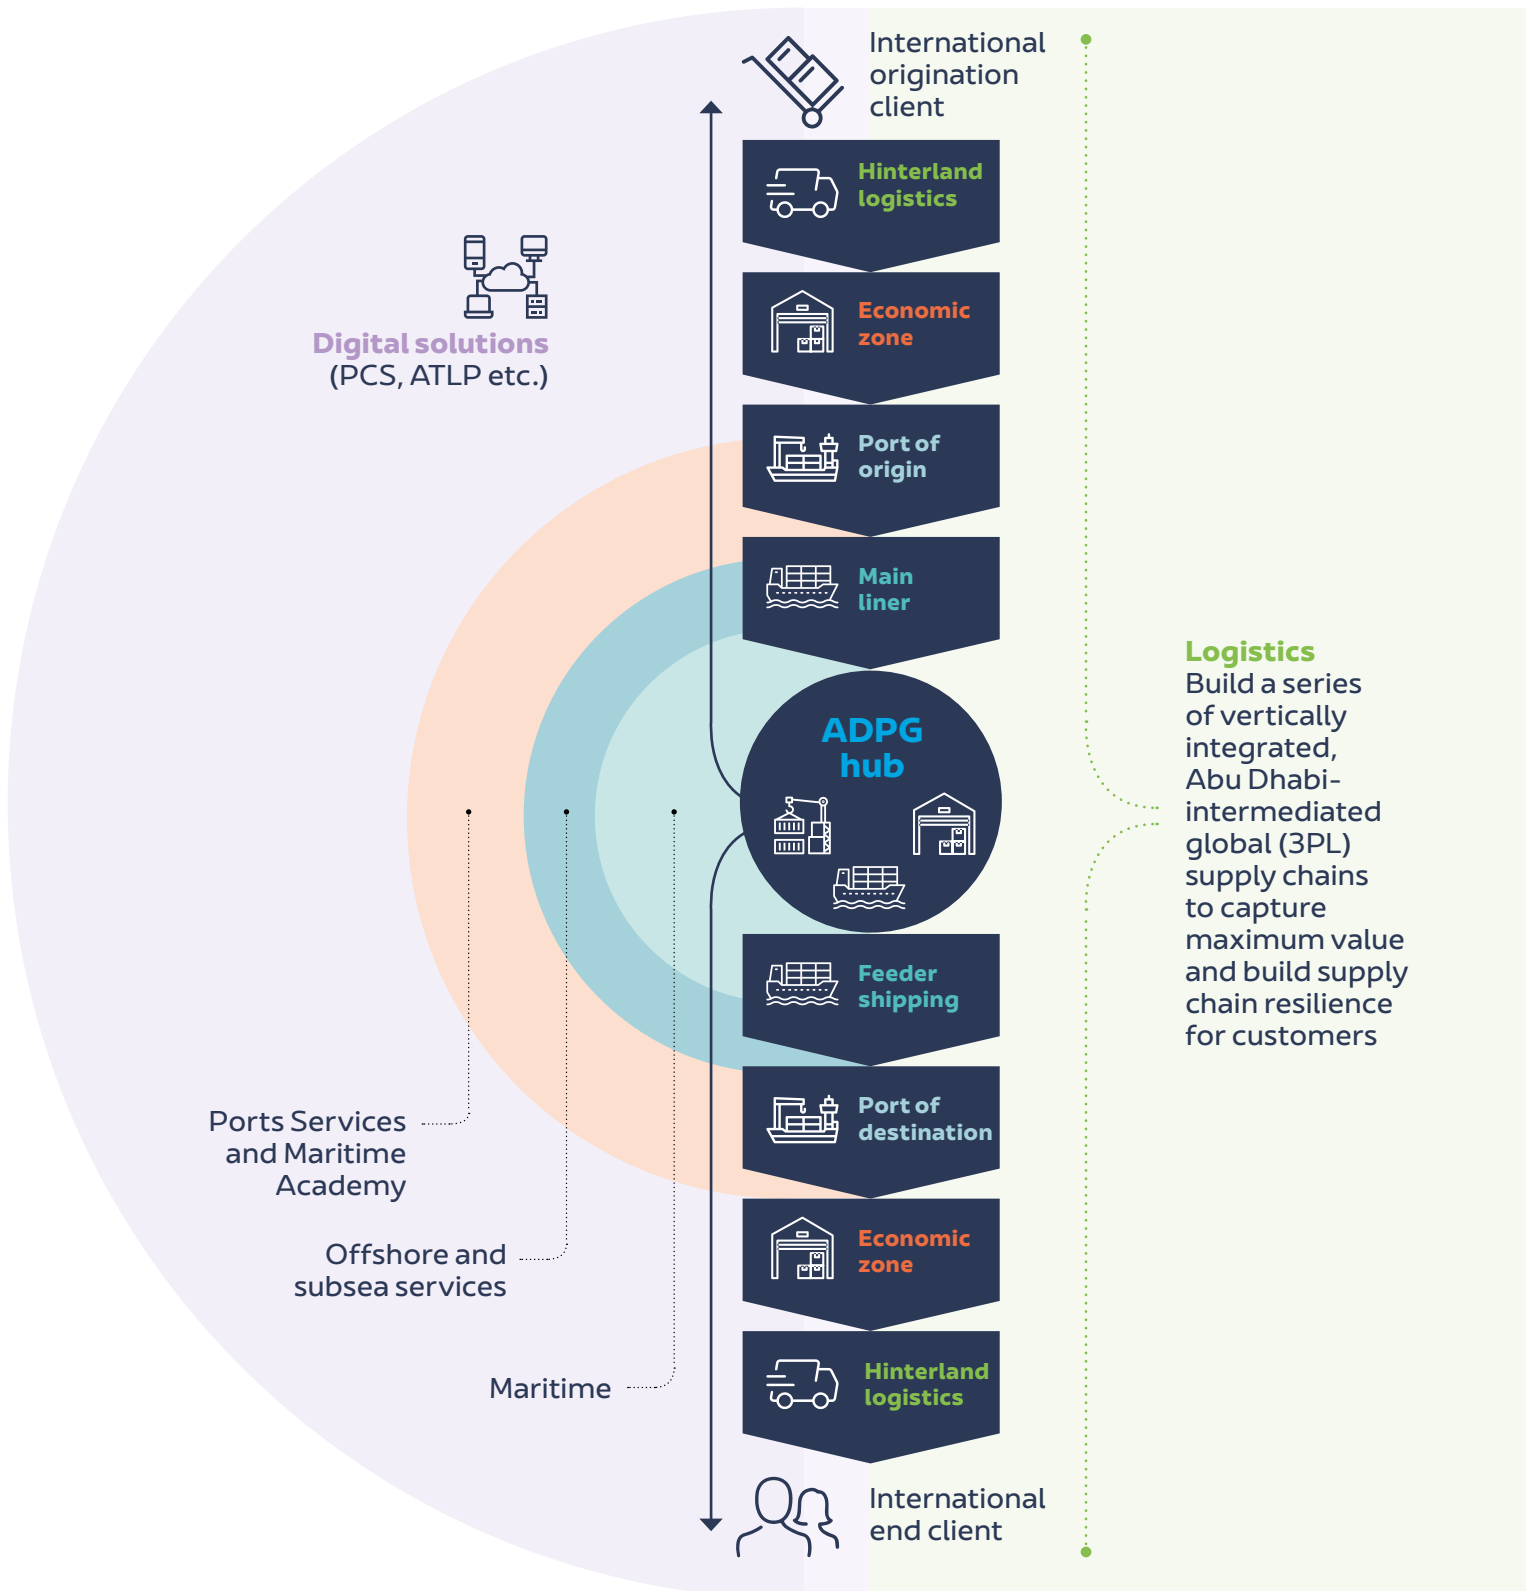 International
origination
client
Hinterland
logistics
Economic
zone
Digital solutions
(PCS, ATLP etc.)
Port of
origin
Main
liner
ADPG
hub
Logistics
Build a series
of vertically
integrated,
Abu Dhabi-
intermediated
global (3PL)
supply chains
to capture
maximum value
and build supply
chain resilience
for customers
Feeder
shipping
Port of
destination
Ports Services
and Maritime
Academy
Economic
zone
Offshore and
subsea services
Hinterland
logistics
Maritime
International
end client